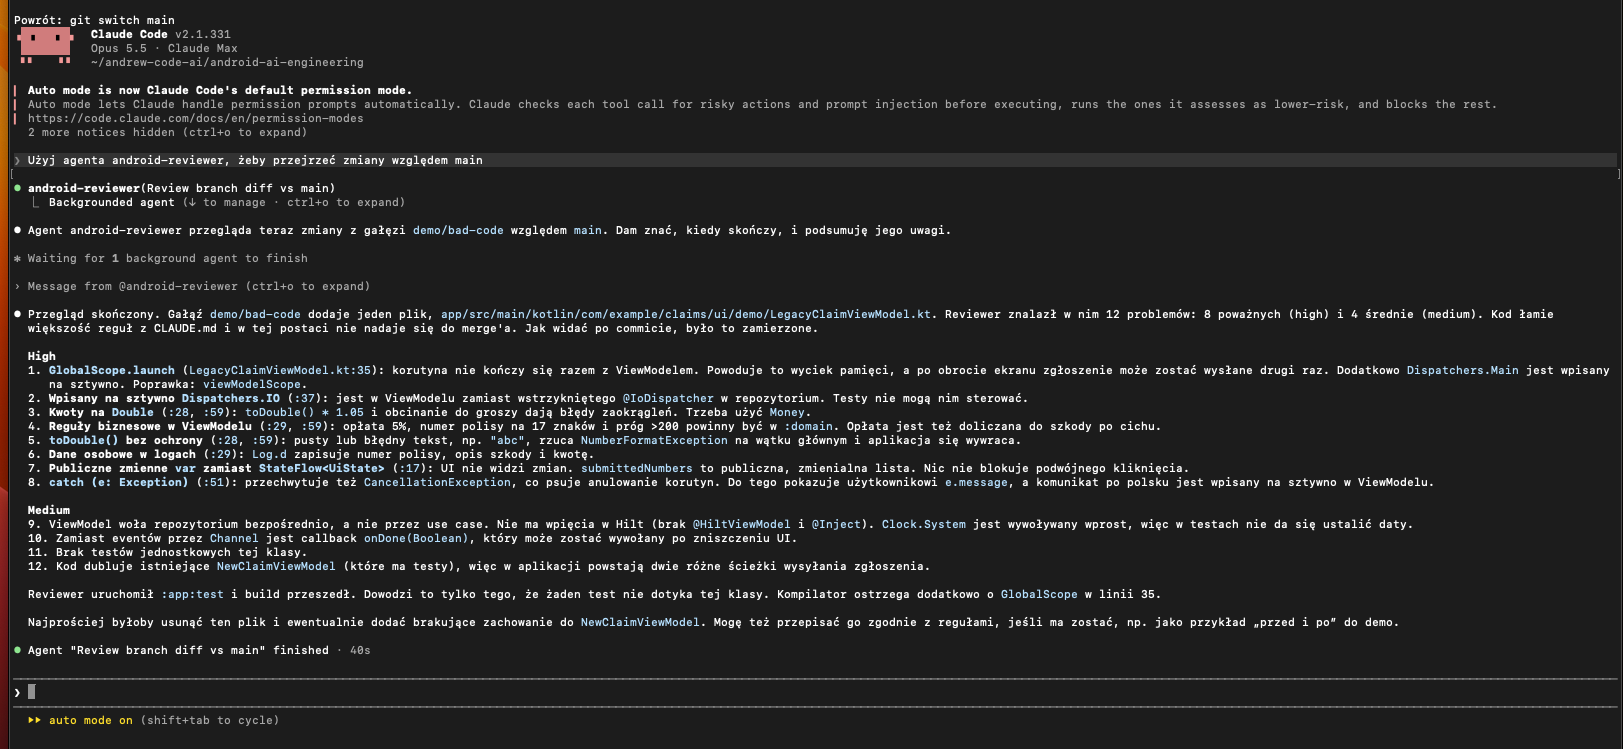 Powrót: git switch main
Claude Code v2.1.331
Opus 5.5 · Claude Max
~/andrew-code-ai/android-ai-engineering
Auto mode is now Claude Code's default permission mode.
Auto mode lets Claude handle permission prompts automatically. Claude checks each tool call for risky actions and prompt injection before executing, runs the ones it assesses as lower-risk, and blocks the rest.
https://code.claude.com/docs/en/permission-modes
2 more notices hidden (ctrl+o to expand)
❯ Użyj agenta android-reviewer, żeby przejrzeć zmiany względem main
● android-reviewer(Review branch diff vs main)
⎿ Backgrounded agent (↓ to manage · ctrl+o to expand)
● Agent android-reviewer przegląda teraz zmiany z gałęzi demo/bad-code względem main. Dam znać, kiedy skończy, i podsumuję jego uwagi.
✻ Waiting for 1 background agent to finish
› Message from @android-reviewer (ctrl+o to expand)
● Przegląd skończony. Gałąź demo/bad-code dodaje jeden plik, app/src/main/kotlin/com/example/claims/ui/demo/LegacyClaimViewModel.kt. Reviewer znalazł w nim 12 problemów: 8 poważnych (high) i 4 średnie (medium). Kod łamie
większość reguł z CLAUDE.md i w tej postaci nie nadaje się do merge'a. Jak widać po commicie, było to zamierzone.
High
1. GlobalScope.launch (LegacyClaimViewModel.kt:35): korutyna nie kończy się razem z ViewModelem. Powoduje to wyciek pamięci, a po obrocie ekranu zgłoszenie może zostać wysłane drugi raz. Dodatkowo Dispatchers.Main jest wpisany
na sztywno. Poprawka: viewModelScope.
2. Wpisany na sztywno Dispatchers.IO (:37): jest w ViewModelu zamiast wstrzykniętego @IoDispatcher w repozytorium. Testy nie mogą nim sterować.
3. Kwoty na Double (:28, :59): toDouble() * 1.05 i obcinanie do groszy dają błędy zaokrągleń. Trzeba użyć Money.
4. Reguły biznesowe w ViewModelu (:29, :59): opłata 5%, numer polisy na 17 znaków i próg >200 powinny być w :domain. Opłata jest też doliczana do szkody po cichu.
5. toDouble() bez ochrony (:28, :59): pusty lub błędny tekst, np. "abc", rzuca NumberFormatException na wątku głównym i aplikacja się wywraca.
6. Dane osobowe w logach (:29): Log.d zapisuje numer polisy, opis szkody i kwotę.
7. Publiczne zmienne var zamiast StateFlow<UiState> (:17): UI nie widzi zmian. submittedNumbers to publiczna, zmienialna lista. Nic nie blokuje podwójnego kliknięcia.
8. catch (e: Exception) (:51): przechwytuje też CancellationException, co psuje anulowanie korutyn. Do tego pokazuje użytkownikowi e.message, a komunikat po polsku jest wpisany na sztywno w ViewModelu.
Medium
9. ViewModel woła repozytorium bezpośrednio, a nie przez use case. Nie ma wpięcia w Hilt (brak @HiltViewModel i @Inject). Clock.System jest wywoływany wprost, więc w testach nie da się ustalić daty.
10. Zamiast eventów przez Channel jest callback onDone(Boolean), który może zostać wywołany po zniszczeniu UI.
11. Brak testów jednostkowych tej klasy.
12. Kod dubluje istniejące NewClaimViewModel (które ma testy), więc w aplikacji powstają dwie różne ścieżki wysyłania zgłoszenia.
Reviewer uruchomił :app:test i build przeszedł. Dowodzi to tylko tego, że żaden test nie dotyka tej klasy. Kompilator ostrzega dodatkowo o GlobalScope w linii 35.
Najprościej byłoby usunąć ten plik i ewentualnie dodać brakujące zachowanie do NewClaimViewModel. Mogę też przepisać go zgodnie z regułami, jeśli ma zostać, np. jako przykład „przed i po” do demo.
● Agent "Review branch diff vs main" finished · 40s
❯
⏵⏵ auto mode on (shift+tab to cycle)